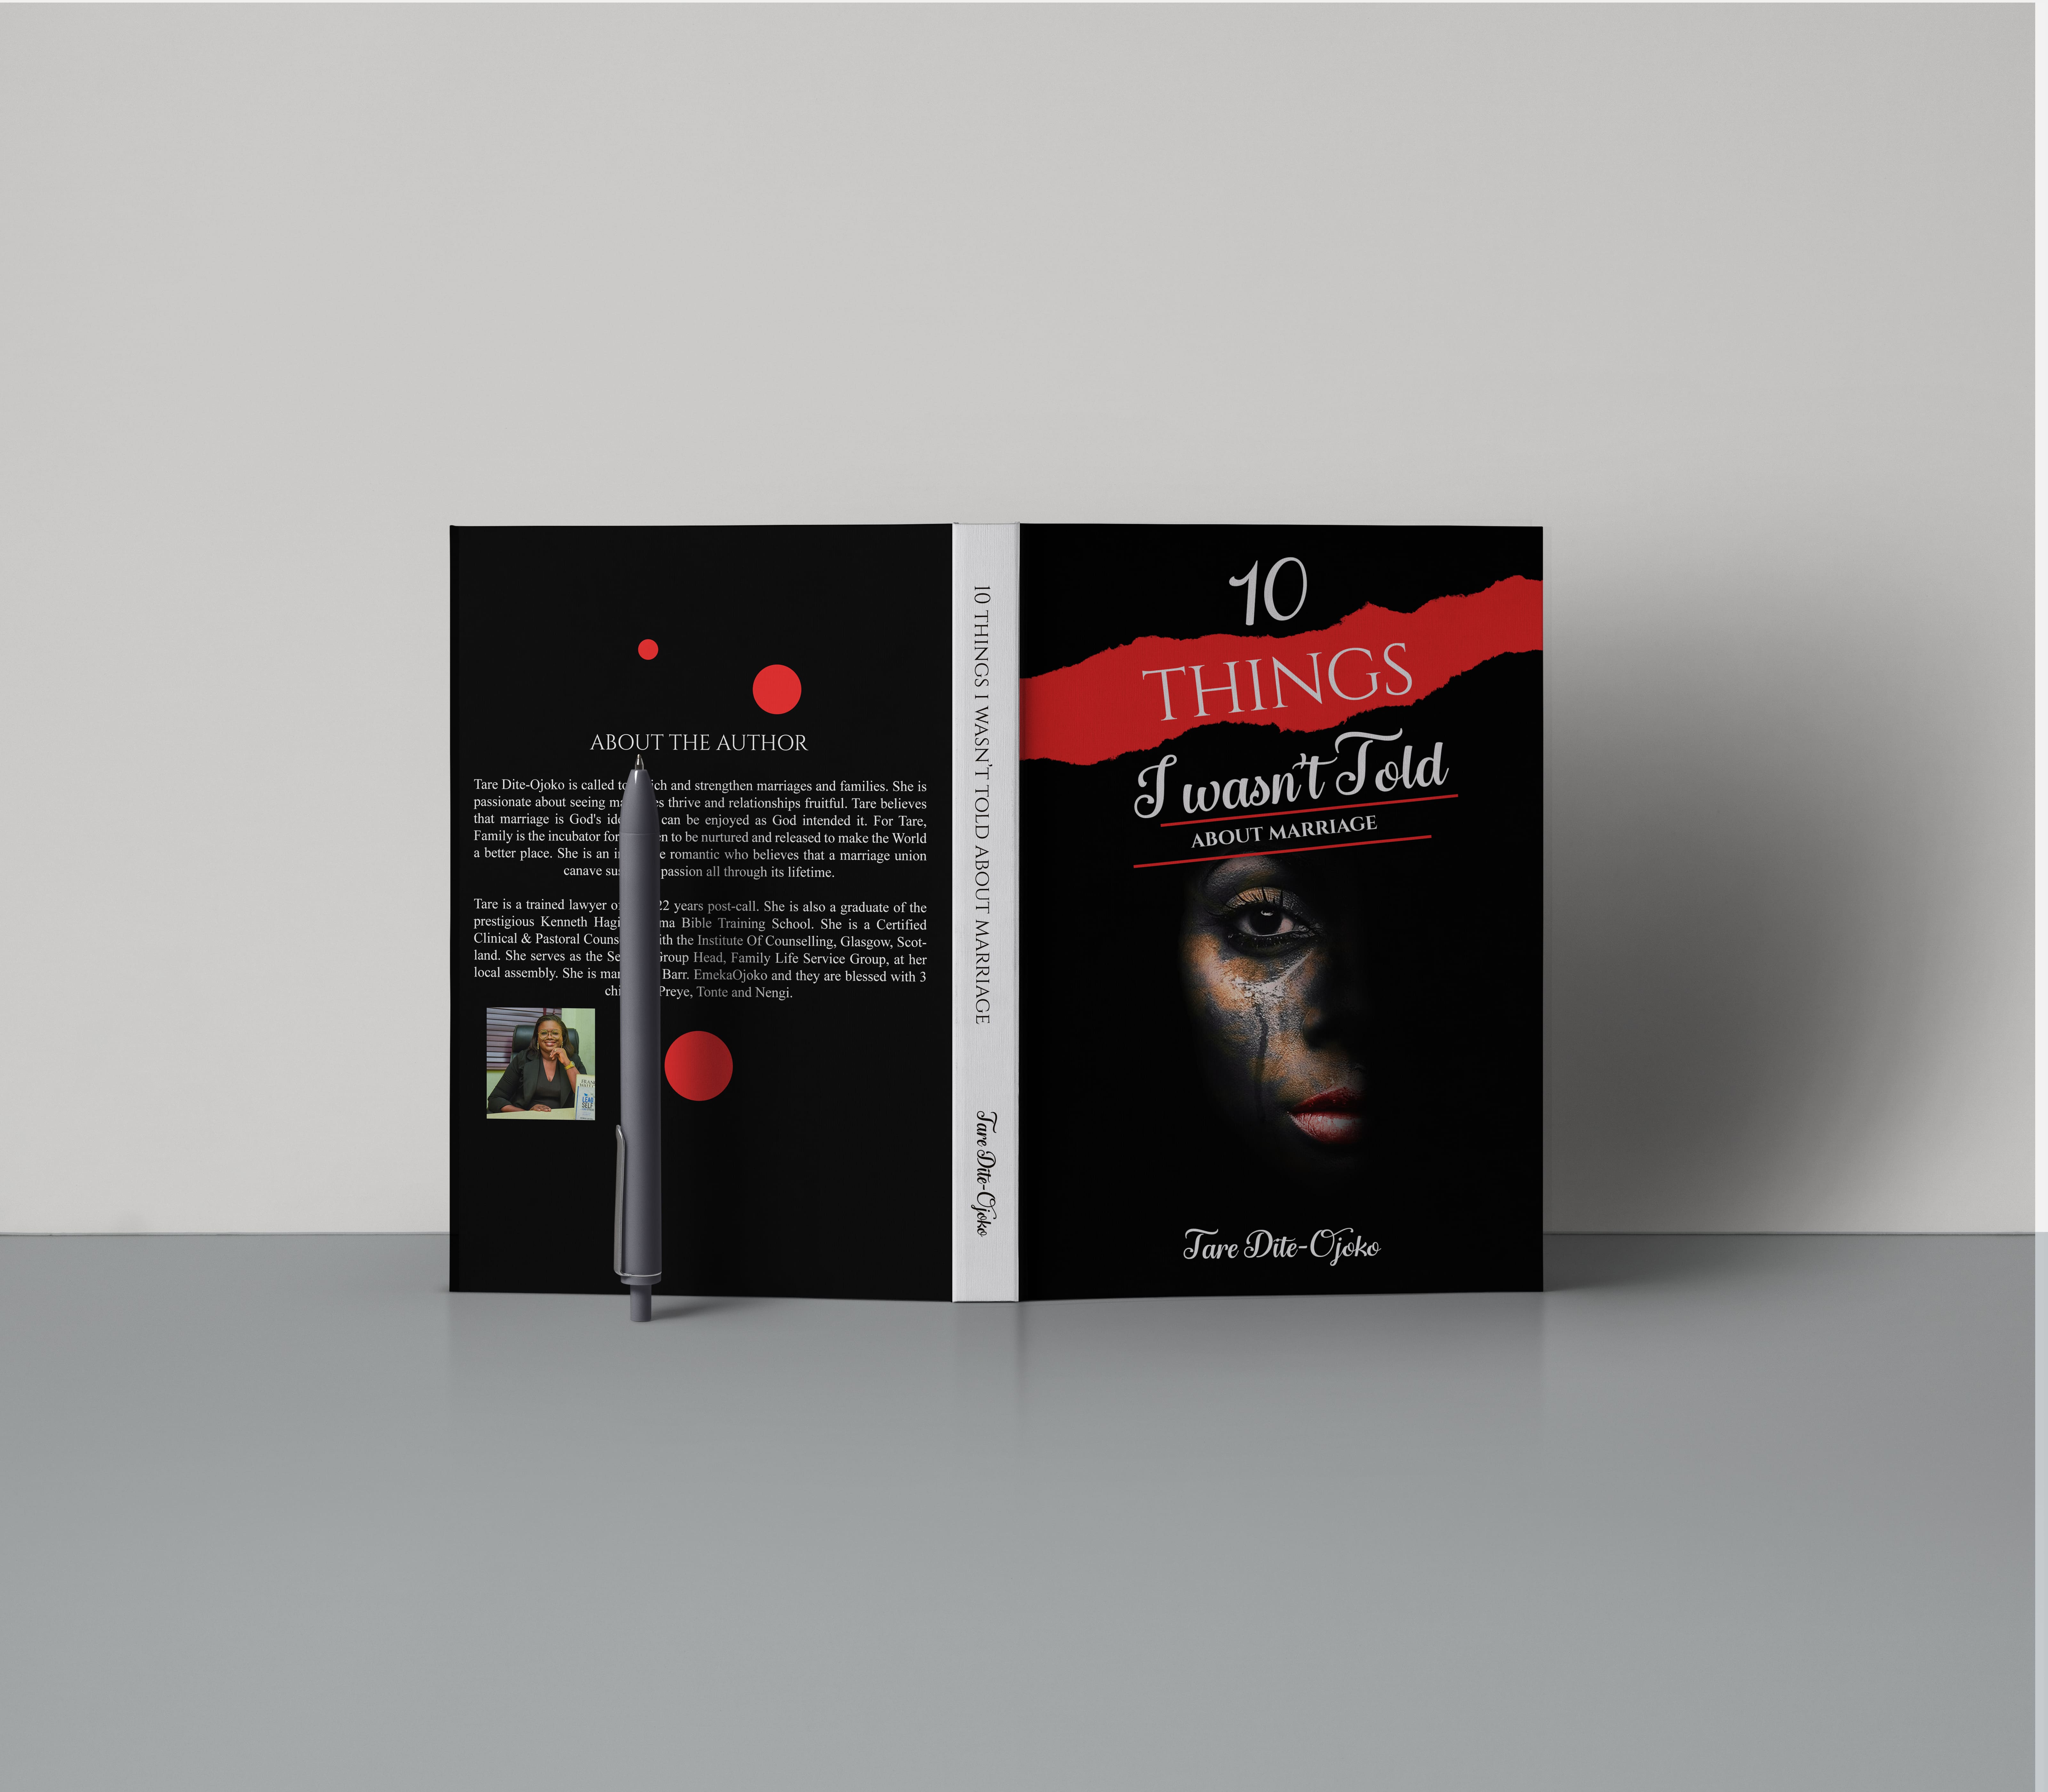 ABOUT THE AUTHOR
Tare Dite-Ojoko is called and strengthen marriages and families. She is
passionate about seeing thrive and relationships fruitful. Tare believes
that marriage is God's can be enjoyed as God intended it. For Tare,
Family is the incubator for to be nurtured and released to make the World
a better place. She is an romantic who believes that a marriage union
canave passion all through its lifetime.
Tare is a trained lawyer 22 years post-call. She is also a graduate of the
prestigious Kenneth Bible Training School. She is a Certified
Clinical & Pastoral the Institute Of Counselling, Glasgow, Scot-
land. She serves as the Group Head, Family Life Service Group, at her
local assembly. She is Barr. EmekaOjoko and they are blessed with 3
Preye, Tonte and Nengi.
10 THINGS I WASN'T TOLD ABOUT MARRIAGE
Tare Dite-Ojoko
10
THINGS
I wasn't Told
ABOUT MARRIAGE
Tare Dite-Ojoko